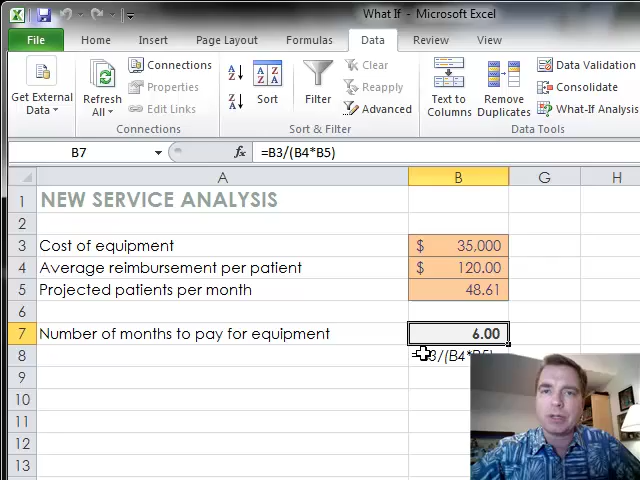 What If - Microsoft Excel
File Home Insert Page Layout Formulas Data Review View
Get External Data
Refresh All
Connections
Properties
Edit Links
Connections
Sort
Filter
Clear
Reapply
Advanced
Sort & Filter
Text to Columns
Remove Duplicates
Data Validation
Consolidate
What-If Analysis
Data Tools
B7 fx =B3/(B4*B5)
A B G H
1 NEW SERVICE ANALYSIS
2
3 Cost of equipment $ 35,000
4 Average reimbursement per patient $ 120.00
5 Projected patients per month 48.61
6
7 Number of months to pay for equipment 6.00
8 =B3/(B4*B5)
9
10
11
12
13